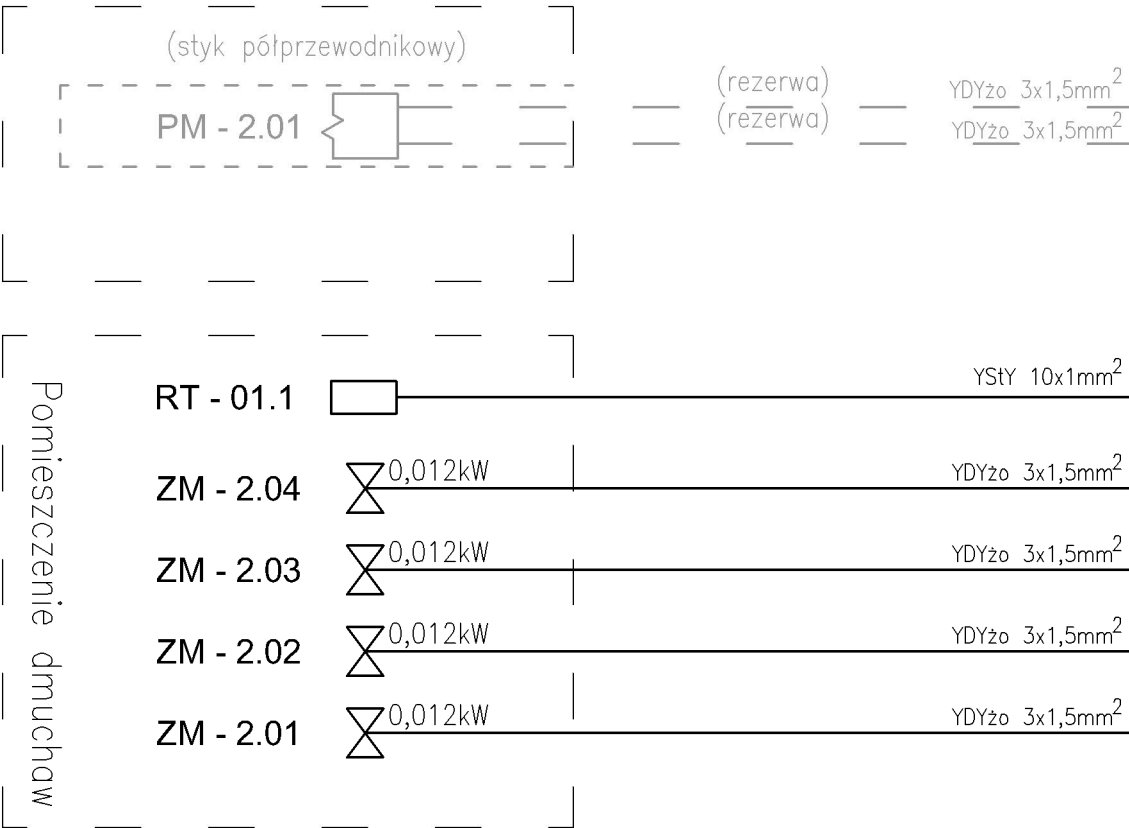 (styk półprzewodnikowy)
PM - 2.01
(rezerwa)
YDYżo 3x1,5mm²
(rezerwa)
YDYżo 3x1,5mm²
Pomieszczenie dmuchaw
RT - 01.1
YStY 10x1mm²
ZM - 2.04
0,012kW
YDYżo 3x1,5mm²
ZM - 2.03
0,012kW
YDYżo 3x1,5mm²
ZM - 2.02
0,012kW
YDYżo 3x1,5mm²
ZM - 2.01
0,012kW
YDYżo 3x1,5mm²